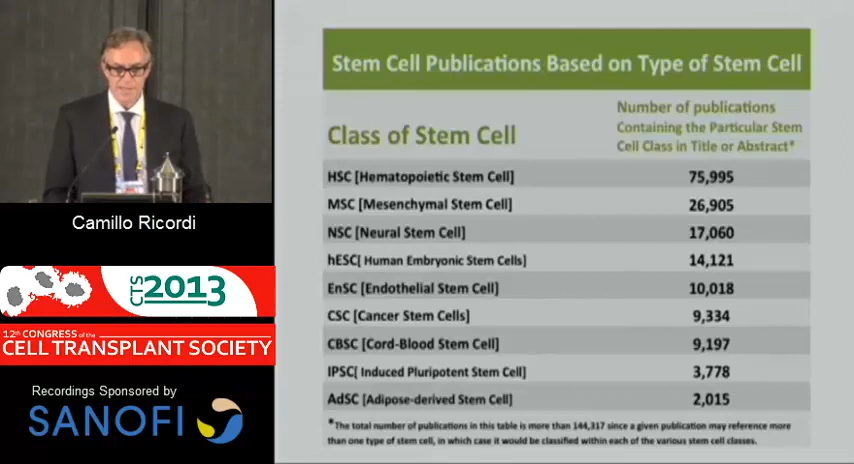 Camillo Ricordi
CTS 2013
12th CONGRESS of the
CELL TRANSPLANT SOCIETY
Recordings Sponsored by
SANOFI
Stem Cell Publications Based on Type of Stem Cell
Class of Stem Cell
Number of publications
Containing the Particular Stem
Cell Class in Title or Abstract*
HSC [Hematopoietic Stem Cell] 75,995
MSC [Mesenchymal Stem Cell] 26,905
NSC [Neural Stem Cell] 17,060
hESC[ Human Embryonic Stem Cells] 14,121
EnSC [Endothelial Stem Cell] 10,018
CSC [Cancer Stem Cells] 9,334
CBSC [Cord-Blood Stem Cell] 9,197
IPSC[ Induced Pluripotent Stem Cell] 3,778
AdSC [Adipose-derived Stem Cell] 2,015
*The total number of publications in this table is more than 144,317 since a given publication may reference more
than one type of stem cell, in which case it would be classified within each of the various stem cell classes.